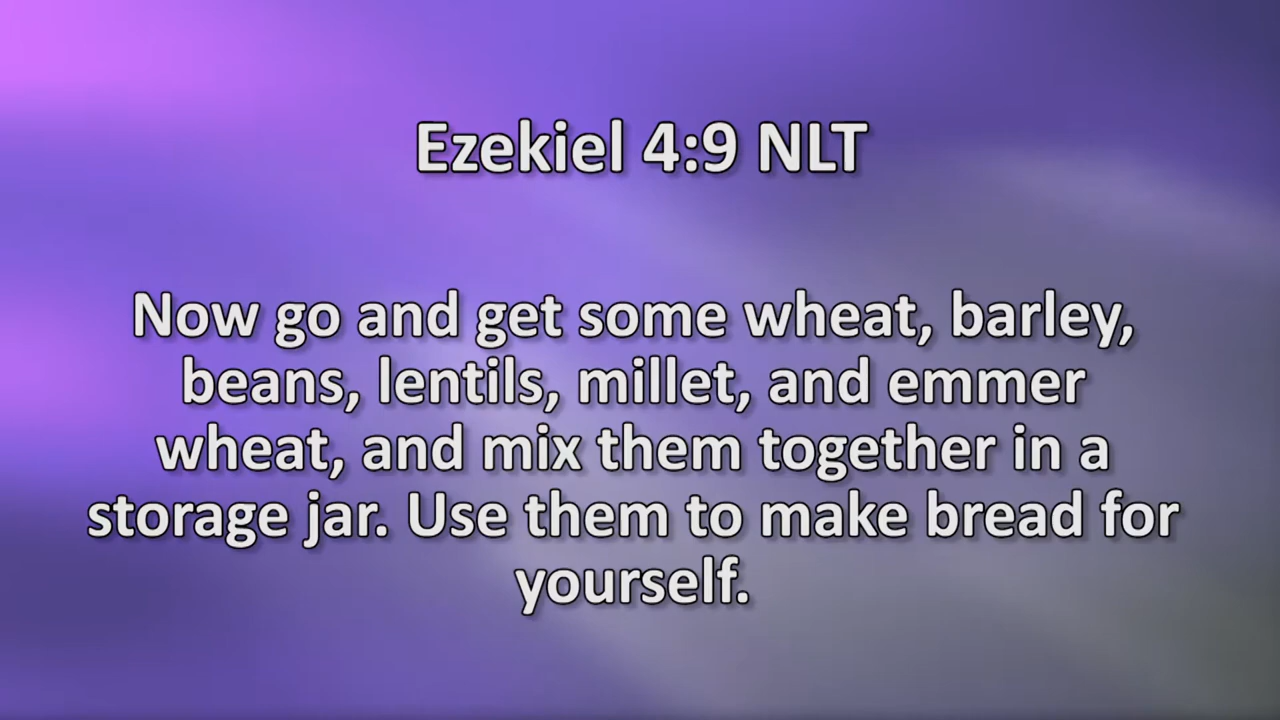 Ezekiel 4:9 NLT
Now go and get some wheat, barley,
beans, lentils, millet, and emmer
wheat, and mix them together in a
storage jar. Use them to make bread for
yourself.